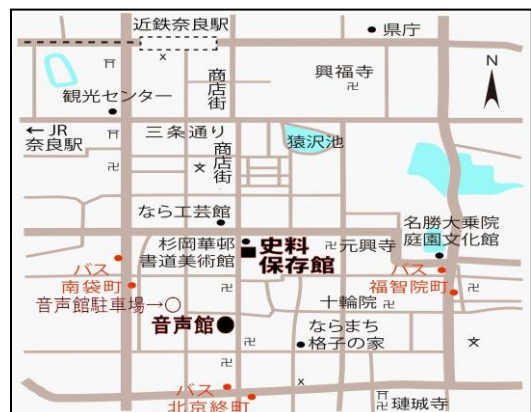 近鉄奈良駅
県庁
商店街
興福寺
N
観光センター
← JR
奈良駅
三条通り
商店街
猿沢池
なら工芸館
杉岡華邨
書道美術館
史料
保存館
元興寺
名勝大乗院
庭園文化館
バス
南袋町
バス
福智院町
音声館駐車場→○
十輪院
音声館
ならまち
格子の家
バス
北京終町
璉珹寺